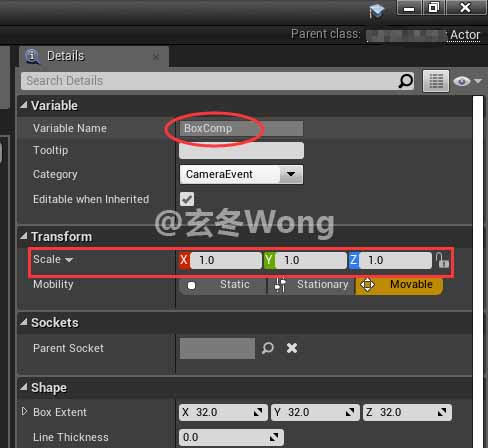 Parent class: Actor
Details
Search Details
Variable
Variable Name BoxComp
Tooltip
Category CameraEvent
Editable when Inherited
@玄冬Wong
Transform
Scale X 1.0 Y 1.0 Z 1.0
Mobility Static Stationary Movable
Sockets
Parent Socket
Shape
Box Extent X 32.0 Y 32.0 Z 32.0
Line Thickness 0.0